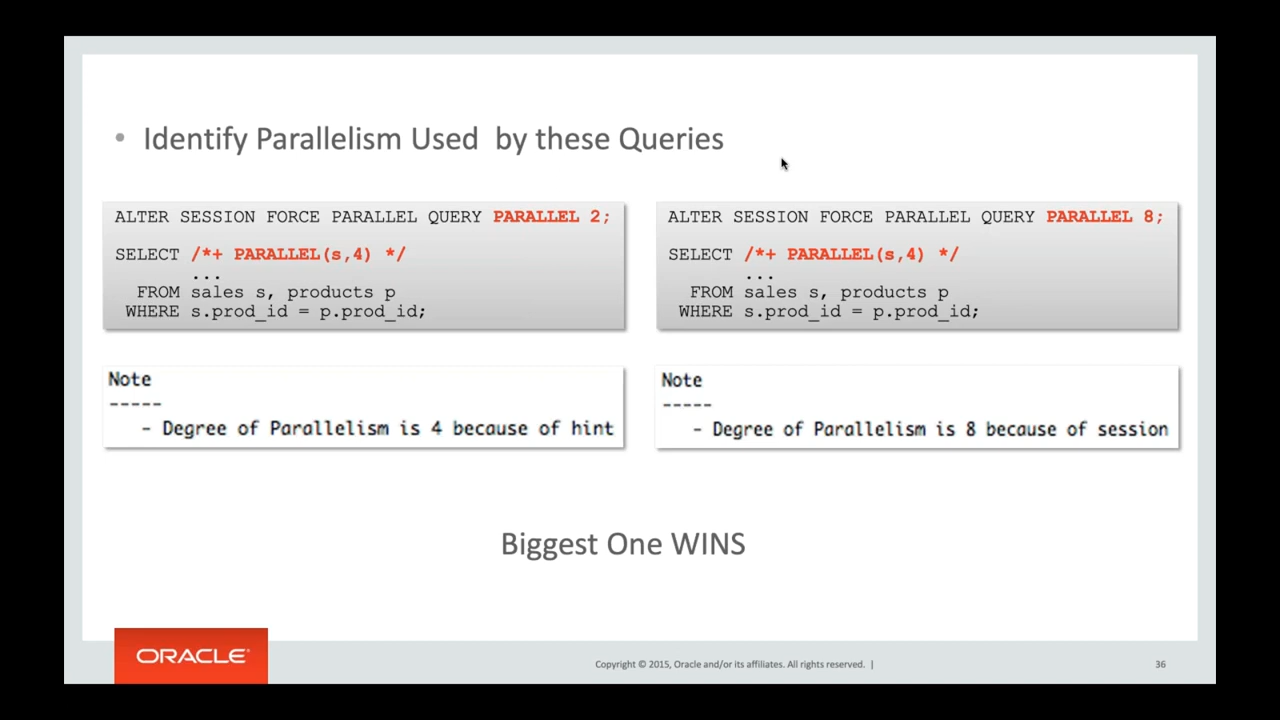 • Identify Parallelism Used  by these Queries
ALTER SESSION FORCE PARALLEL QUERY PARALLEL 2;
SELECT /*+ PARALLEL(s,4) */
...
FROM sales s, products p
WHERE s.prod_id = p.prod_id;
ALTER SESSION FORCE PARALLEL QUERY PARALLEL 8;
SELECT /*+ PARALLEL(s,4) */
...
FROM sales s, products p
WHERE s.prod_id = p.prod_id;
Note
-----
- Degree of Parallelism is 4 because of hint
Note
-----
- Degree of Parallelism is 8 because of session
Biggest One WINS
ORACLE®
Copyright © 2015, Oracle and/or its affiliates. All rights reserved. |
36